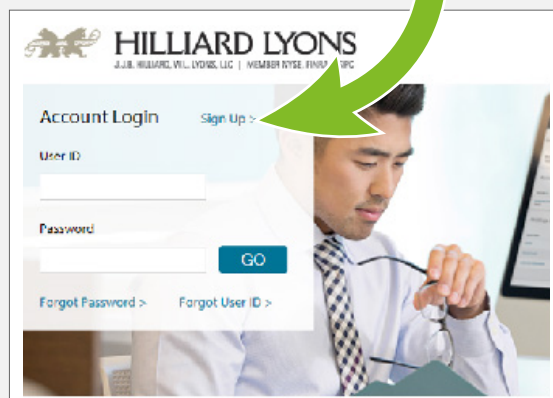 HILLIARD LYONS
J.J.B. HILLIARD, W.L. LYONS, LLC | MEMBER NYSE, FINRA
Account Login Sign Up >
User ID
Password
GO
Forgot Password > Forgot User ID >